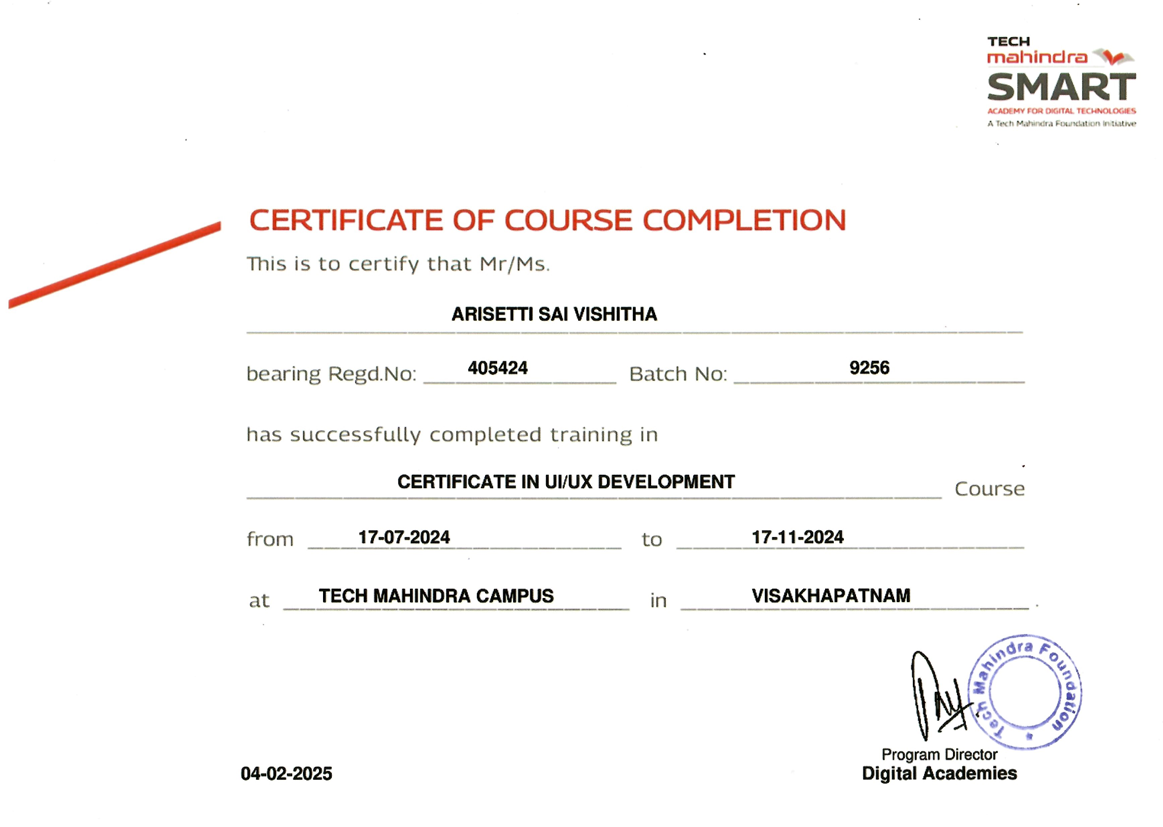 TECH
mahindra
SMART
ACADEMY FOR DIGITAL TECHNOLOGIES
A Tech Mahindra Foundation Initiative
CERTIFICATE OF COURSE COMPLETION
This is to certify that Mr/Ms.
ARISETTI SAI VISHITHA
bearing Regd.No: 405424 Batch No: 9256
has successfully completed training in
CERTIFICATE IN UI/UX DEVELOPMENT Course
from 17-07-2024 to 17-11-2024
at TECH MAHINDRA CAMPUS in VISAKHAPATNAM .
Tech Mahindra Foundation *
Program Director
04-02-2025 Digital Academies